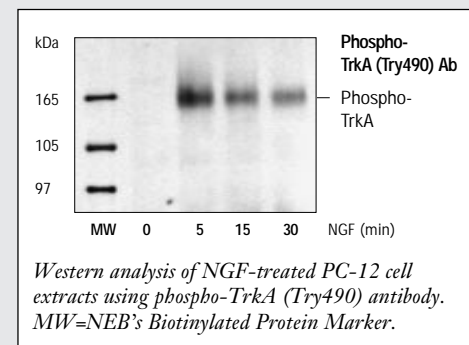 kDa
Phospho-
TrkA (Try490) Ab
165
Phospho-
TrkA
105
97
MW 0 5 15 30 NGF (min)
Western analysis of NGF-treated PC-12 cell
extracts using phospho-TrkA (Try490) antibody.
MW=NEB's Biotinylated Protein Marker.